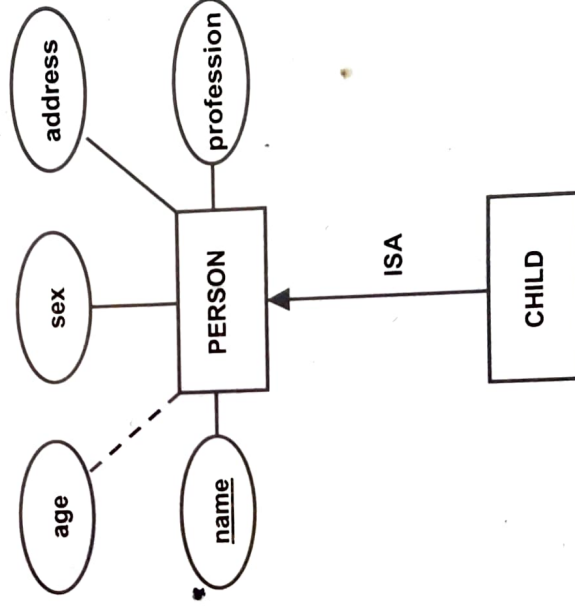 age
sex
address
name
PERSON
profession
ISA
CHILD